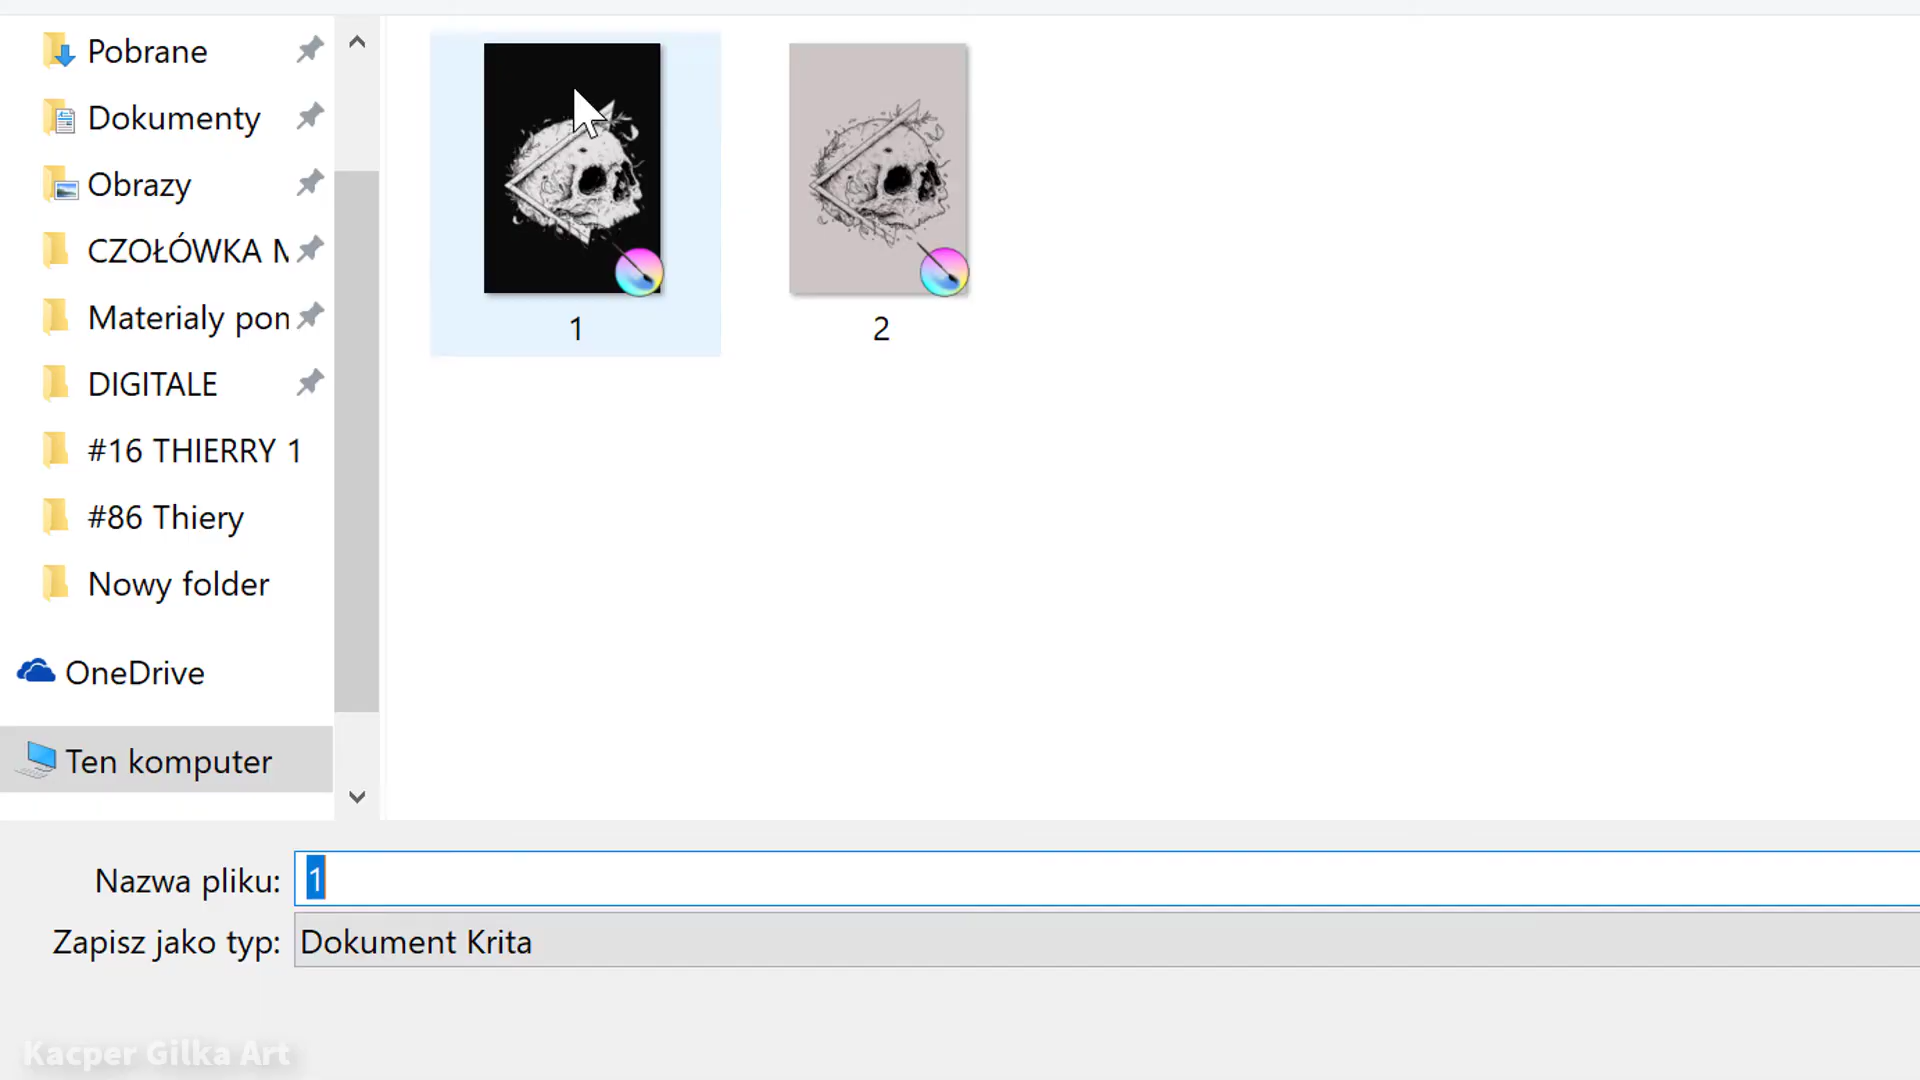 Pobrane
Dokumenty
Obrazy
CZOŁÓWKA M
Materialy pon
DIGITALE
#16 THIERRY 1
#86 Thiery
Nowy folder
OneDrive
Ten komputer
1
2
Nazwa pliku: 1
Zapisz jako typ: Dokument Krita
Kacper Gilka Art